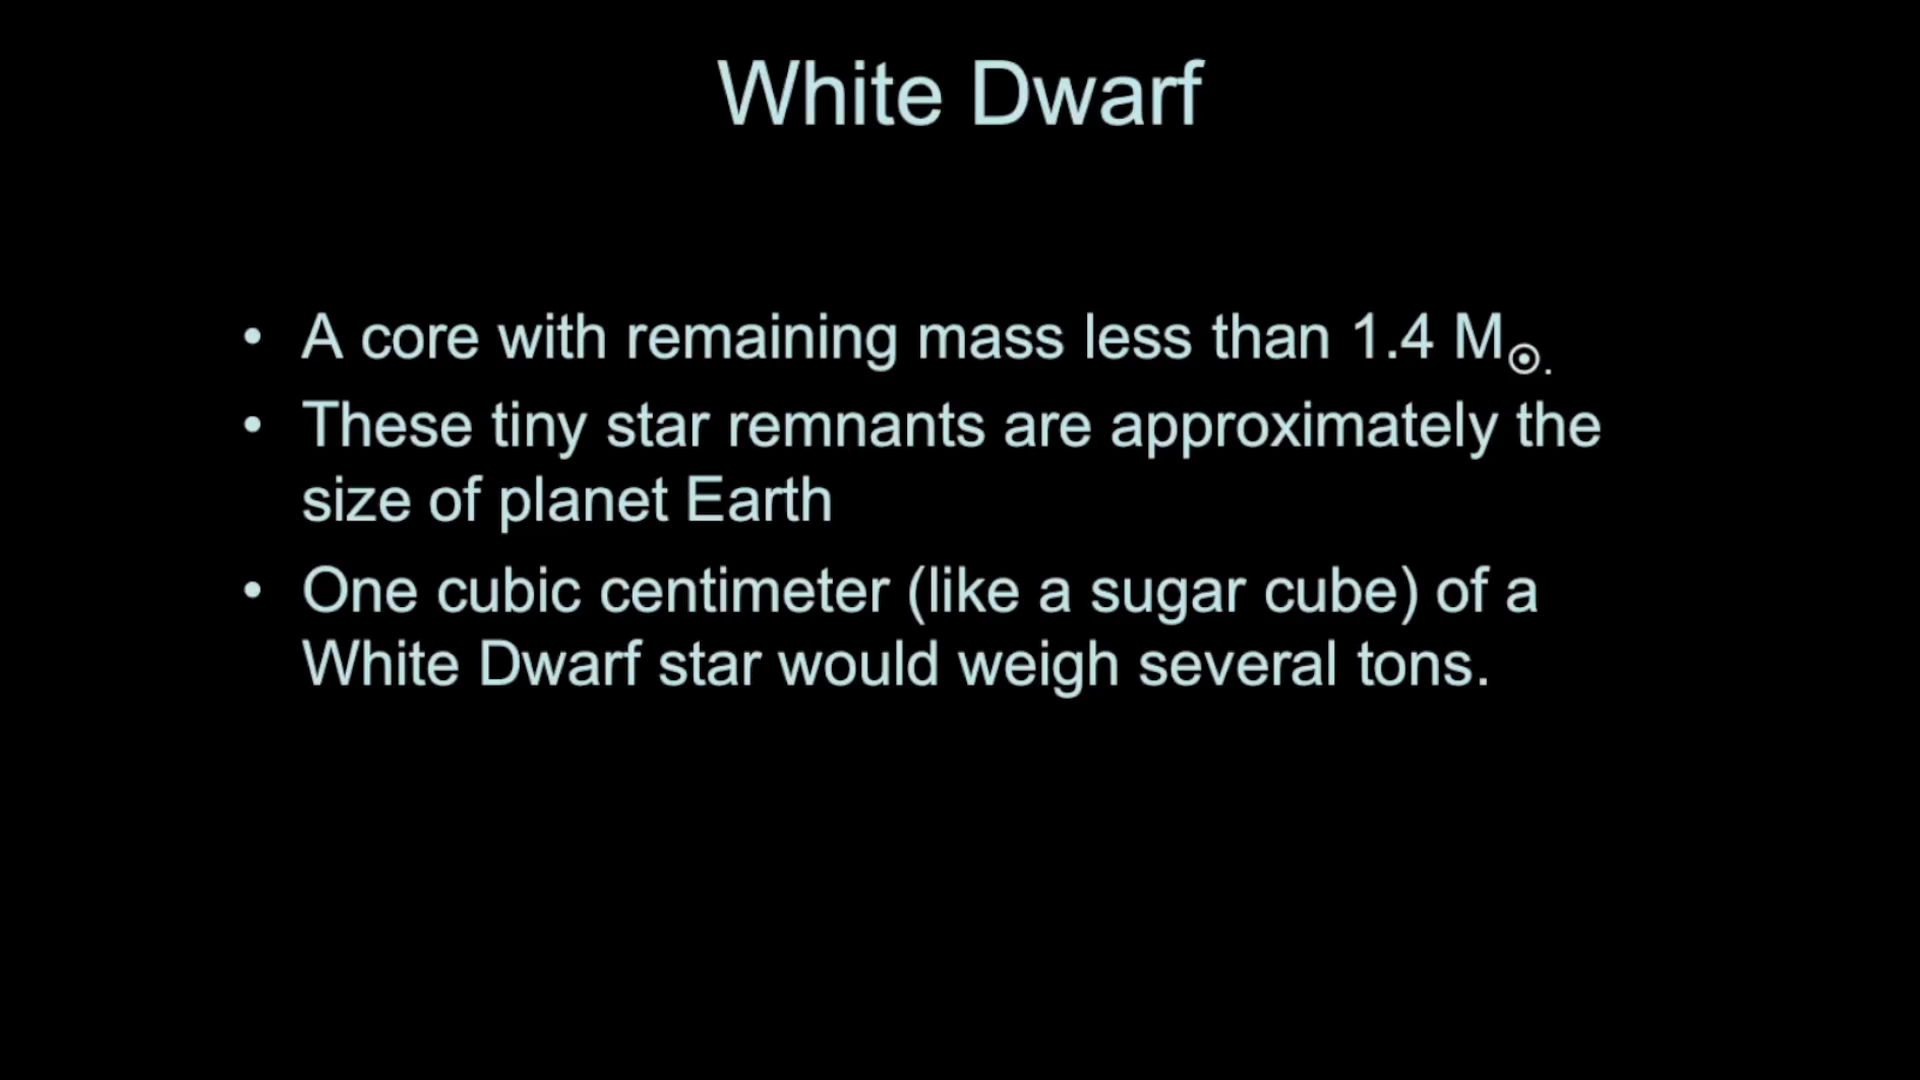 White Dwarf
• A core with remaining mass less than 1.4 M☉.
• These tiny star remnants are approximately the
size of planet Earth
• One cubic centimeter (like a sugar cube) of a
White Dwarf star would weigh several tons.